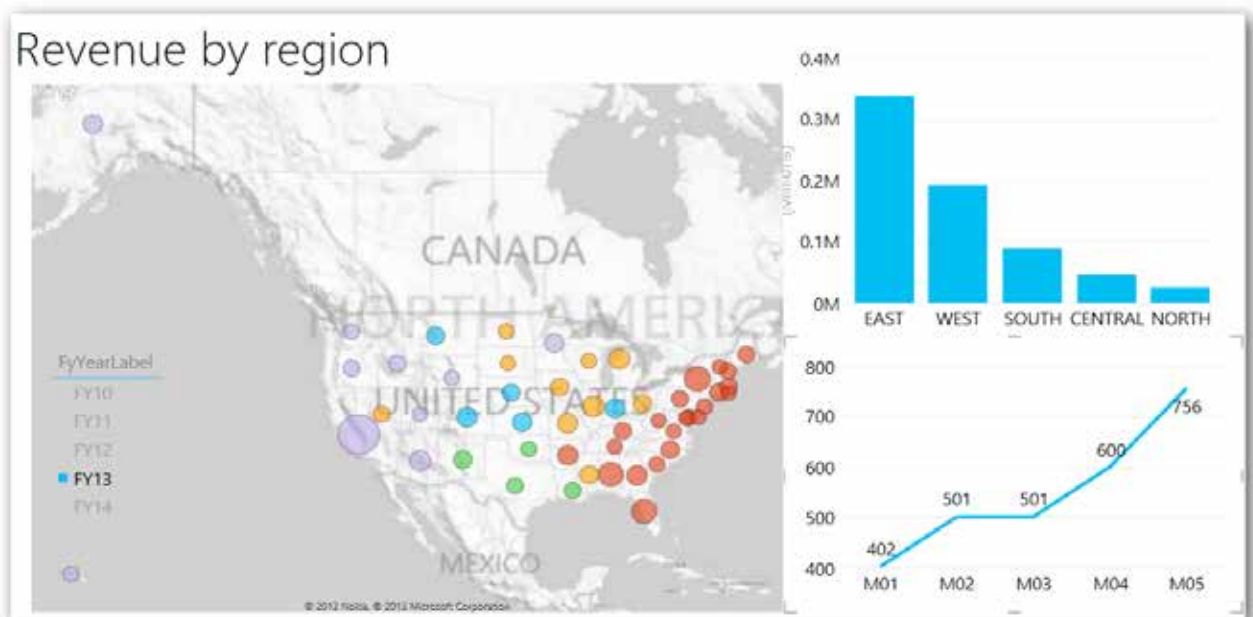 Revenue by region
CANADA
NORTH AMERIC
UNITED STATES
MEXICO
FyYearLabel
FY10
FY11
FY12
FY13
FY14
© 2012 Nokia, © 2013 Microsoft Corporation
0.4M
0.3M
0.2M
0.1M
0M
EAST WEST SOUTH CENTRAL NORTH
800
700
600
500
400
402
501
501
600
756
M01 M02 M03 M04 M05